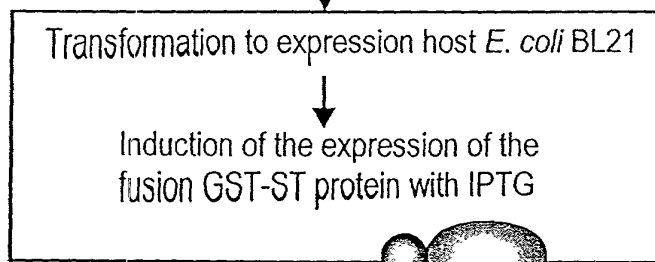 Transformation to expression host E. coli BL21
Induction of the expression of the
fusion GST-ST protein with IPTG